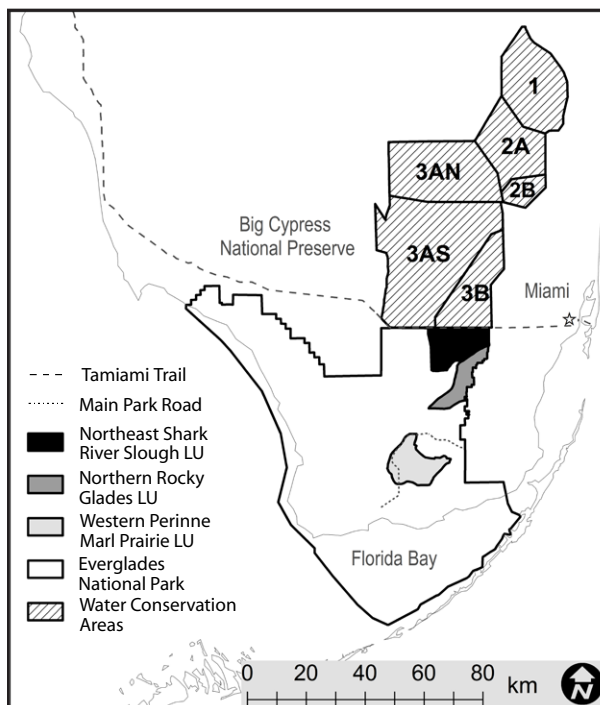 1
2A
3AN
2B
Big Cypress
National Preserve
3AS
3B
Miami
Tamiami Trail
Main Park Road
Northeast Shark
River Slough LU
Northern Rocky
Glades LU
Western Perinne
Marl Prairie LU
Everglades
National Park
Water Conservation
Areas
Florida Bay
0 20 40 60 80 km
N